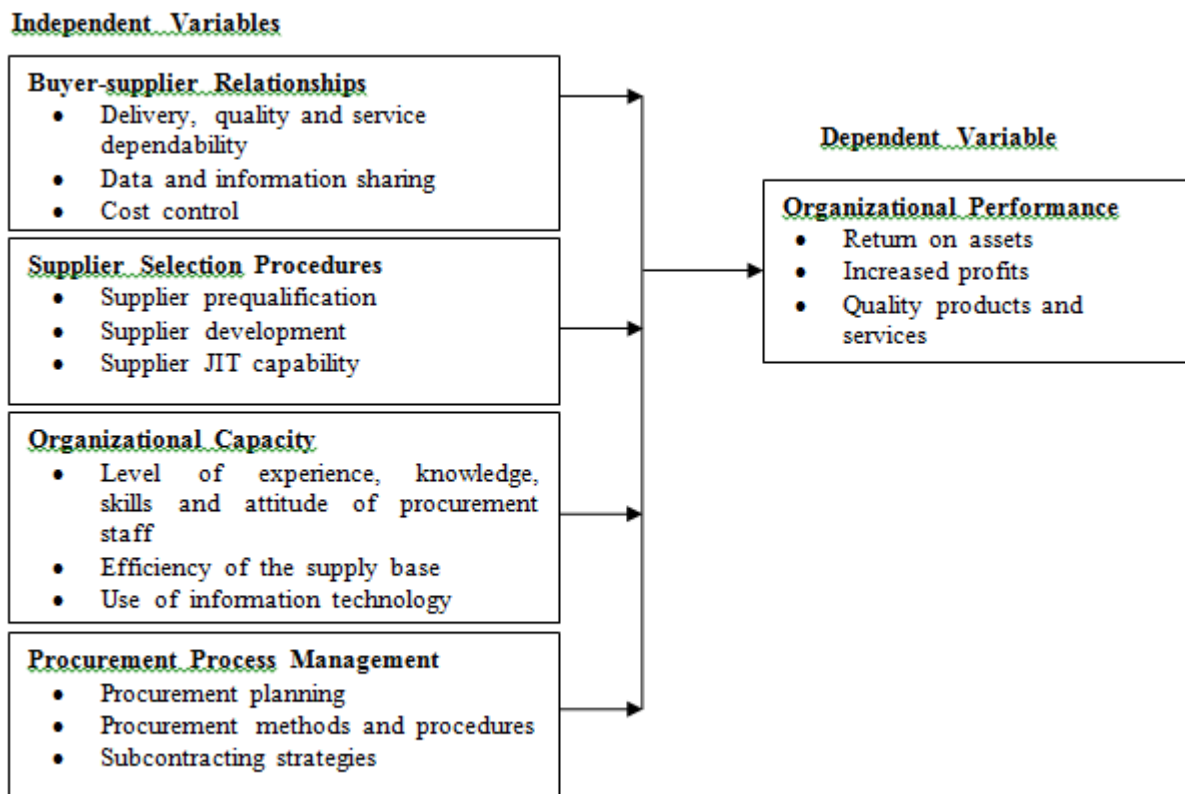 Independent Variables
Buyer-supplier Relationships
• Delivery, quality and service
dependability
• Data and information sharing
• Cost control
Supplier Selection Procedures
• Supplier prequalification
• Supplier development
• Supplier JIT capability
Organizational Capacity
• Level of experience, knowledge,
skills and attitude of procurement
staff
• Efficiency of the supply base
• Use of information technology
Procurement Process Management
• Procurement planning
• Procurement methods and procedures
• Subcontracting strategies
Dependent Variable
Organizational Performance
• Return on assets
• Increased profits
• Quality products and
services